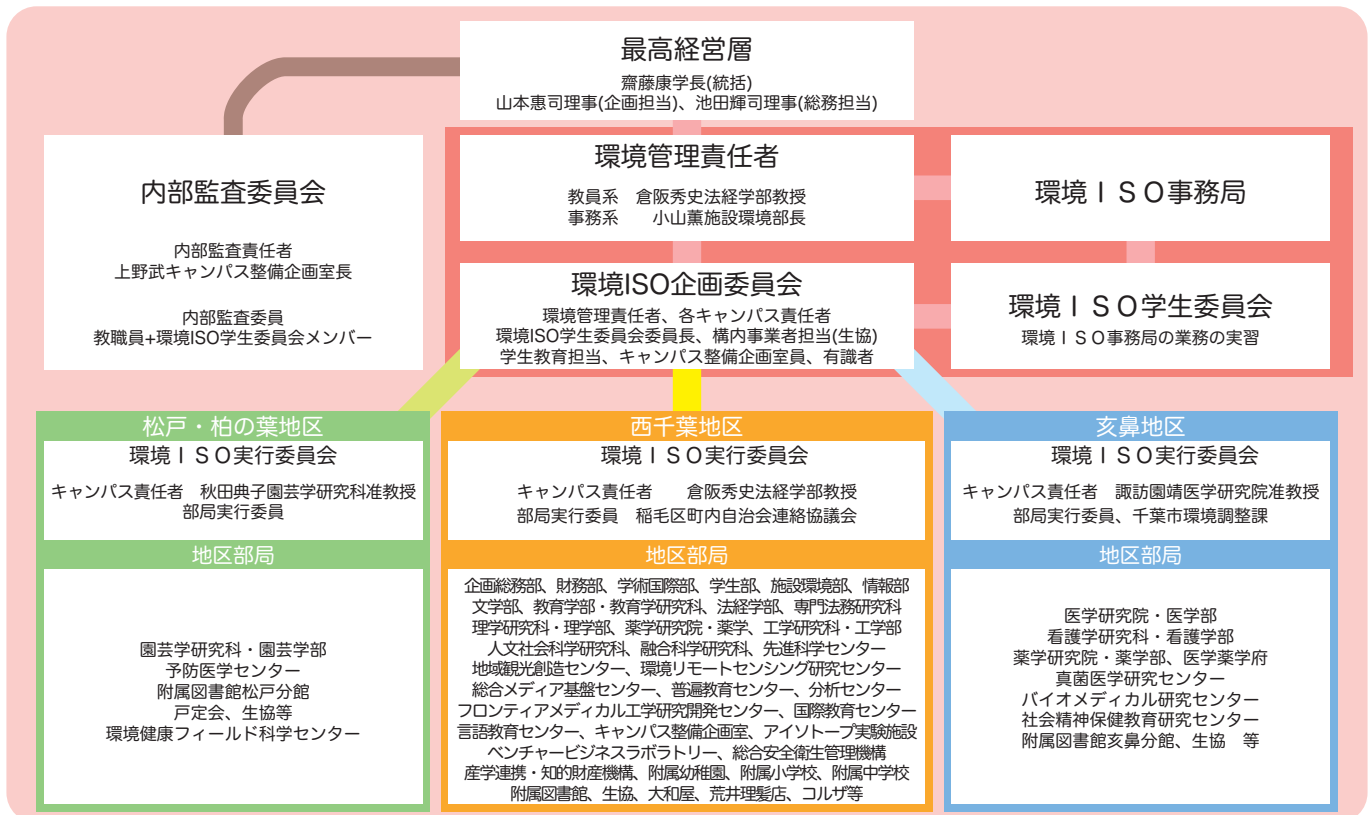 最高経営層
齋藤康学長(統括)
山本惠司理事(企画担当)、池田輝司理事(総務担当)
内部監査委員会
内部監査責任者
上野武キャンパス整備企画室長
内部監査委員
教職員+環境ISO学生委員会メンバー
環境管理責任者
教員系　倉阪秀史法経学部教授
事務系　　小山薫施設環境部長
環境ＩＳＯ事務局
環境ISO企画委員会
環境管理責任者、各キャンパス責任者
環境ISO学生委員会委員長、構内事業者担当(生協)
学生教育担当、キャンパス整備企画室員、有識者
環境ＩＳＯ学生委員会
環境ＩＳＯ事務局の業務の実習
松戸・柏の葉地区
環境ＩＳＯ実行委員会
キャンパス責任者　秋田典子園芸学研究科准教授
部局実行委員
地区部局
園芸学研究科・園芸学部
予防医学センター
附属図書館松戸分館
戸定会、生協等
環境健康フィールド科学センター
西千葉地区
環境ＩＳＯ実行委員会
キャンパス責任者　　倉阪秀史法経学部教授
部局実行委員　稲毛区町内自治会連絡協議会
地区部局
企画総務部、財務部、学術国際部、学生部、施設環境部、情報部
文学部、教育学部・教育学研究科、法経学部、専門法務研究科
理学研究科・理学部、薬学研究院・薬学、工学研究科・工学部
人文社会科学研究科、融合科学研究科、先進科学センター
地域観光創造センター、環境リモートセンシング研究センター
総合メディア基盤センター、普遍教育センター、分析センター
フロンティアメディカル工学研究開発センター、国際教育センター
言語教育センター、キャンパス整備企画室、アイソトープ実験施設
ベンチャービジネスラボラトリー、総合安全衛生管理機構
産学連携・知的財産機構、附属幼稚園、附属小学校、附属中学校
附属図書館、生協、大和屋、荒井理髪店、コルザ等
亥鼻地区
環境ＩＳＯ実行委員会
キャンパス責任者　諏訪園靖医学研究院准教授
部局実行委員、千葉市環境調整課
地区部局
医学研究院・医学部
看護学研究科・看護学部
薬学研究院・薬学部、医学薬学府
真菌医学研究センター
バイオメディカル研究センター
社会精神保健教育研究センター
附属図書館亥鼻分館、生協　等